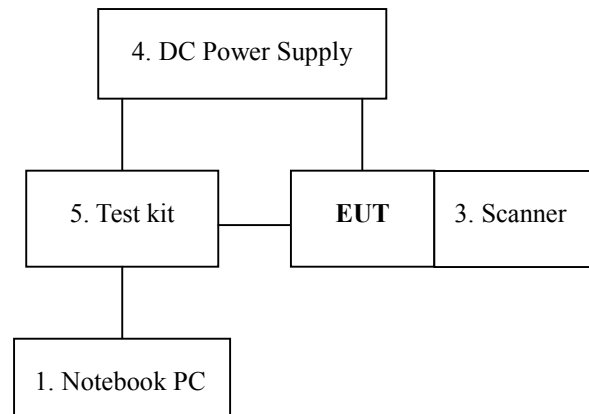 4. DC Power Supply
5. Test kit
EUT
3. Scanner
1. Notebook PC